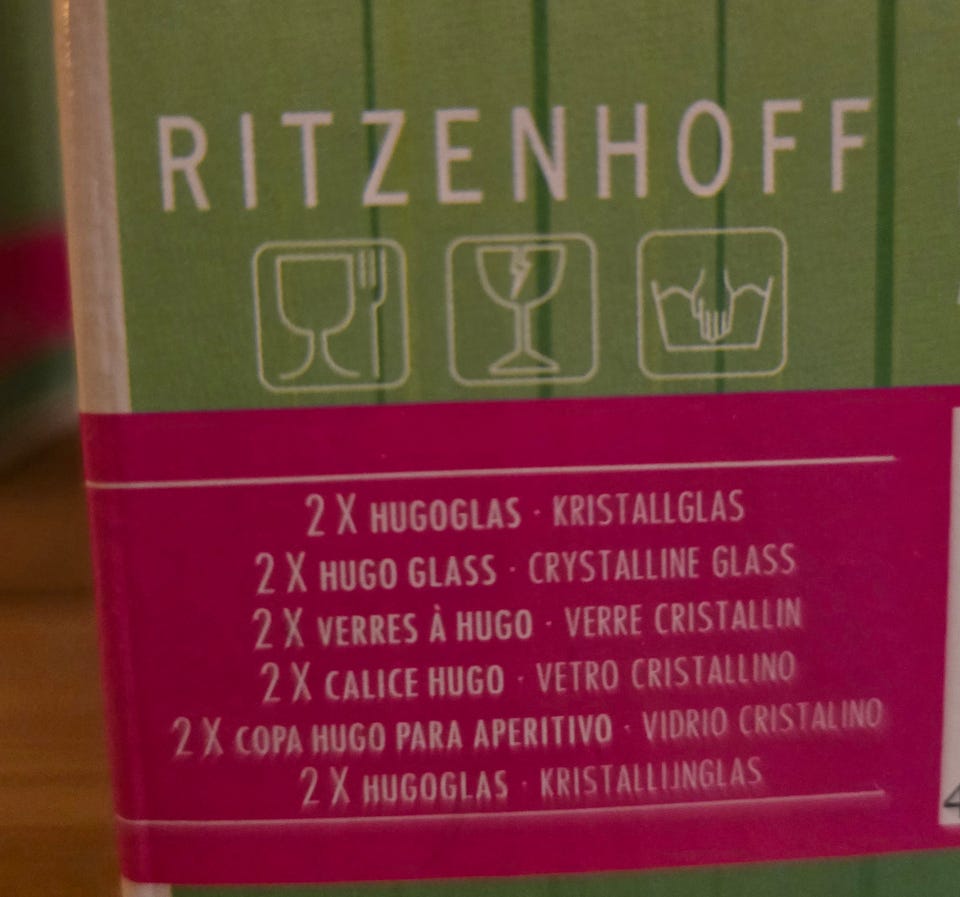 RITZENHOFF
2 X HUGOGLAS · KRISTALLGLAS
2 X HUGO GLASS · CRYSTALLINE GLASS
2 X VERRES À HUGO · VERRE CRISTALLIN
2 X CALICE HUGO · VETRO CRISTALLINO
2 X COPA HUGO PARA APERITIVO · VIDRIO CRISTALINO
2 X HUGOGLAS · KRISTALLIJNGLAS
4